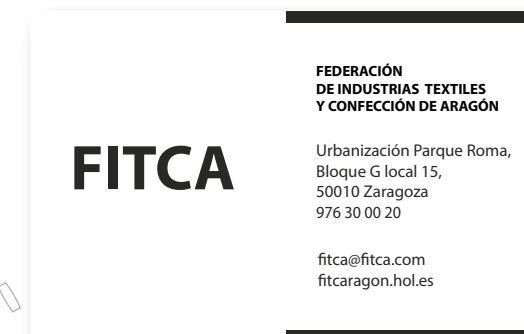 FITCA
FEDERACIÓN
DE INDUSTRIAS TEXTILES
Y CONFECCIÓN DE ARAGÓN
Urbanización Parque Roma,
Bloque G local 15,
50010 Zaragoza
976 30 00 20
fitca@fitca.com
fitcaragon.hol.es